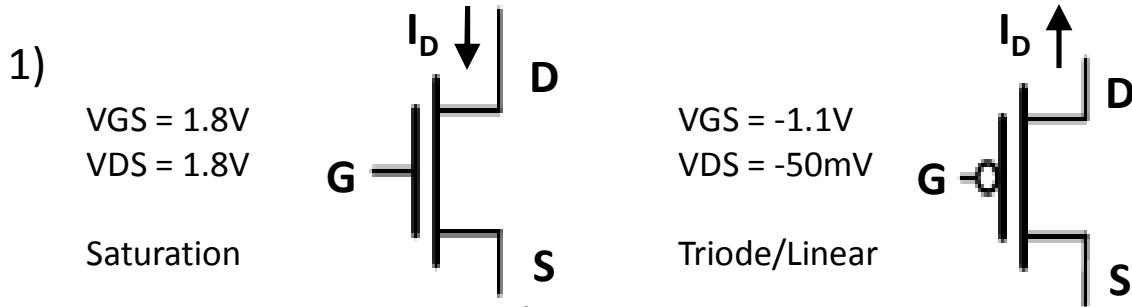 1)
I_D
D
VGS = 1.8V
VDS = 1.8V
G
Saturation
S
I_D
D
VGS = -1.1V
VDS = -50mV
G
Triode/Linear
S